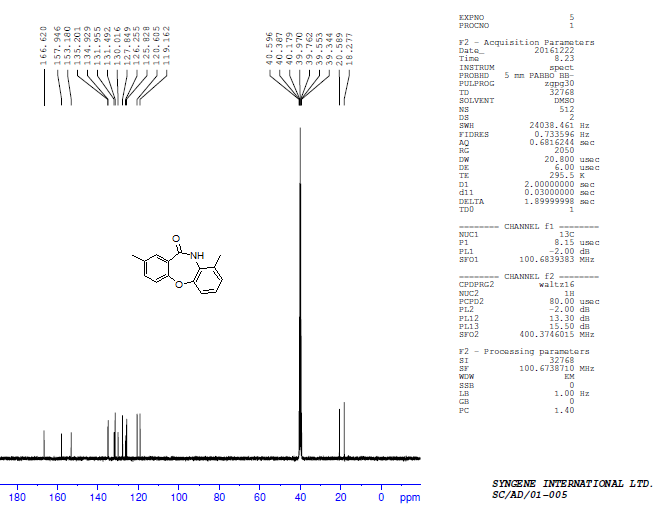 166.620
157.946
153.180
135.201
134.929
131.955
131.492
130.016
127.849
126.255
125.828
120.605
119.162
40.596
40.387
40.179
39.970
39.762
39.553
39.344
20.589
18.277
EXPNO 5
PROCNO 1
F2 - Acquisition Parameters
Date_ 20161222
Time 8.23
INSTRUM spect
PROBHD 5 mm PABBO BB-
PULPROG zgpg30
TD 32768
SOLVENT DMSO
NS 512
DS 2
SWH 24038.461 Hz
FIDRES 0.733596 Hz
AQ 0.6816244 sec
RG 2050
DW 20.800 usec
DE 6.00 usec
TE 295.5 K
D1 2.00000000 sec
d11 0.03000000 sec
DELTA 1.89999998 sec
TD0 1
======== CHANNEL f1 ========
NUC1 13C
P1 8.15 usec
PL1 -2.00 dB
SFO1 100.6839383 MHz
======== CHANNEL f2 ========
CPDPRG2 waltz16
NUC2 1H
PCPD2 80.00 usec
PL2 -2.00 dB
PL12 13.30 dB
PL13 15.50 dB
SFO2 400.3746015 MHz
F2 - Processing parameters
SI 32768
SF 100.6738710 MHz
WDW EM
SSB 0
LB 1.00 Hz
GB 0
PC 1.40
O
NH
O
180 160 140 120 100 80 60 40 20 0 ppm
SYNGENE INTERNATIONAL LTD.
SC/AD/01-005